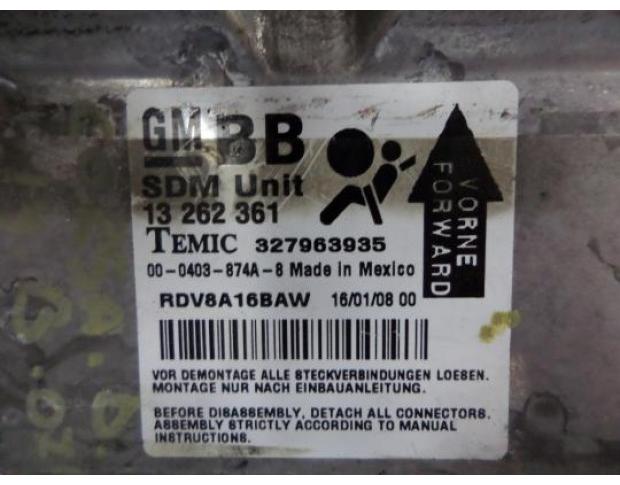 GM BB
SDM Unit
13 262 361
TEMIC 327963935
00-0403-874A-8 Made in Mexico
RDV8A16BAW 16/01/08 00
VORNE
FORWARD
VOR DEMONTAGE ALLE STECKVERBINDUNGEN LOESEN.
MONTAGE NUR NACH EINBAUANLEITUNG.
BEFORE DISASSEMBLY, DETACH ALL CONNECTORS.
ASSEMBLY STRICTLY ACCORDING TO MANUAL
INSTRUCTIONS.